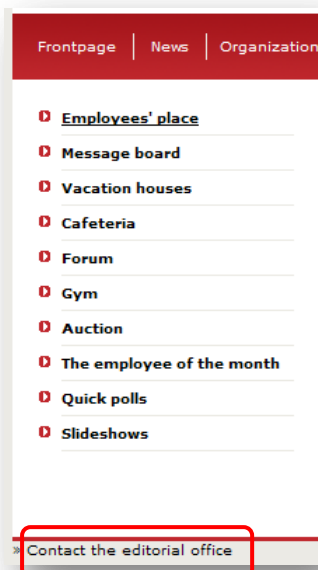 Frontpage News Organization
Employees' place
Message board
Vacation houses
Cafeteria
Forum
Gym
Auction
The employee of the month
Quick polls
Slideshows
» Contact the editorial office